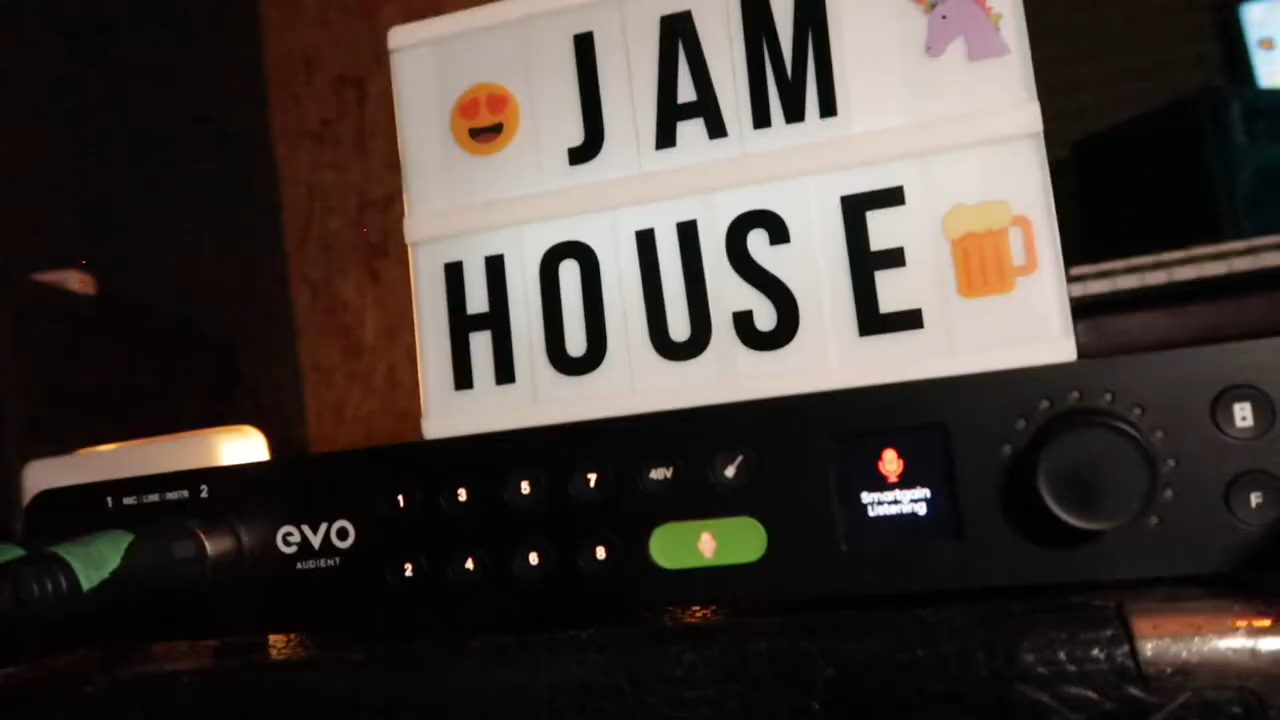 JAM
HOUSE
1 MIC | LINE | INSTR 2
evo
AUDIENT
1 3 5 7 48V
2 4 6 8
Smartgain
Listening
F